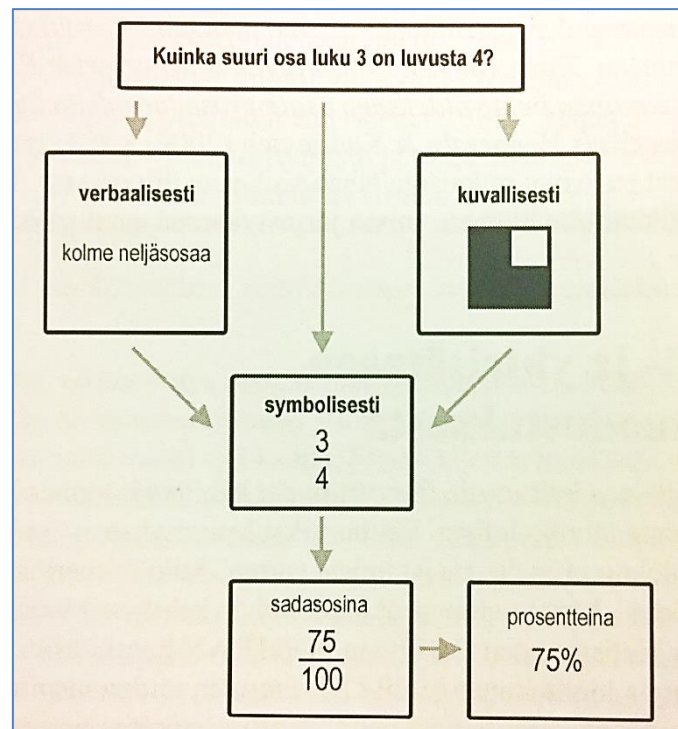 Kuinka suuri osa luku 3 on luvusta 4?
verbaalisesti
kolme neljäsosaa
kuvallisesti
symbolisesti
3
4
sadasosina
75
100
prosentteina
75%